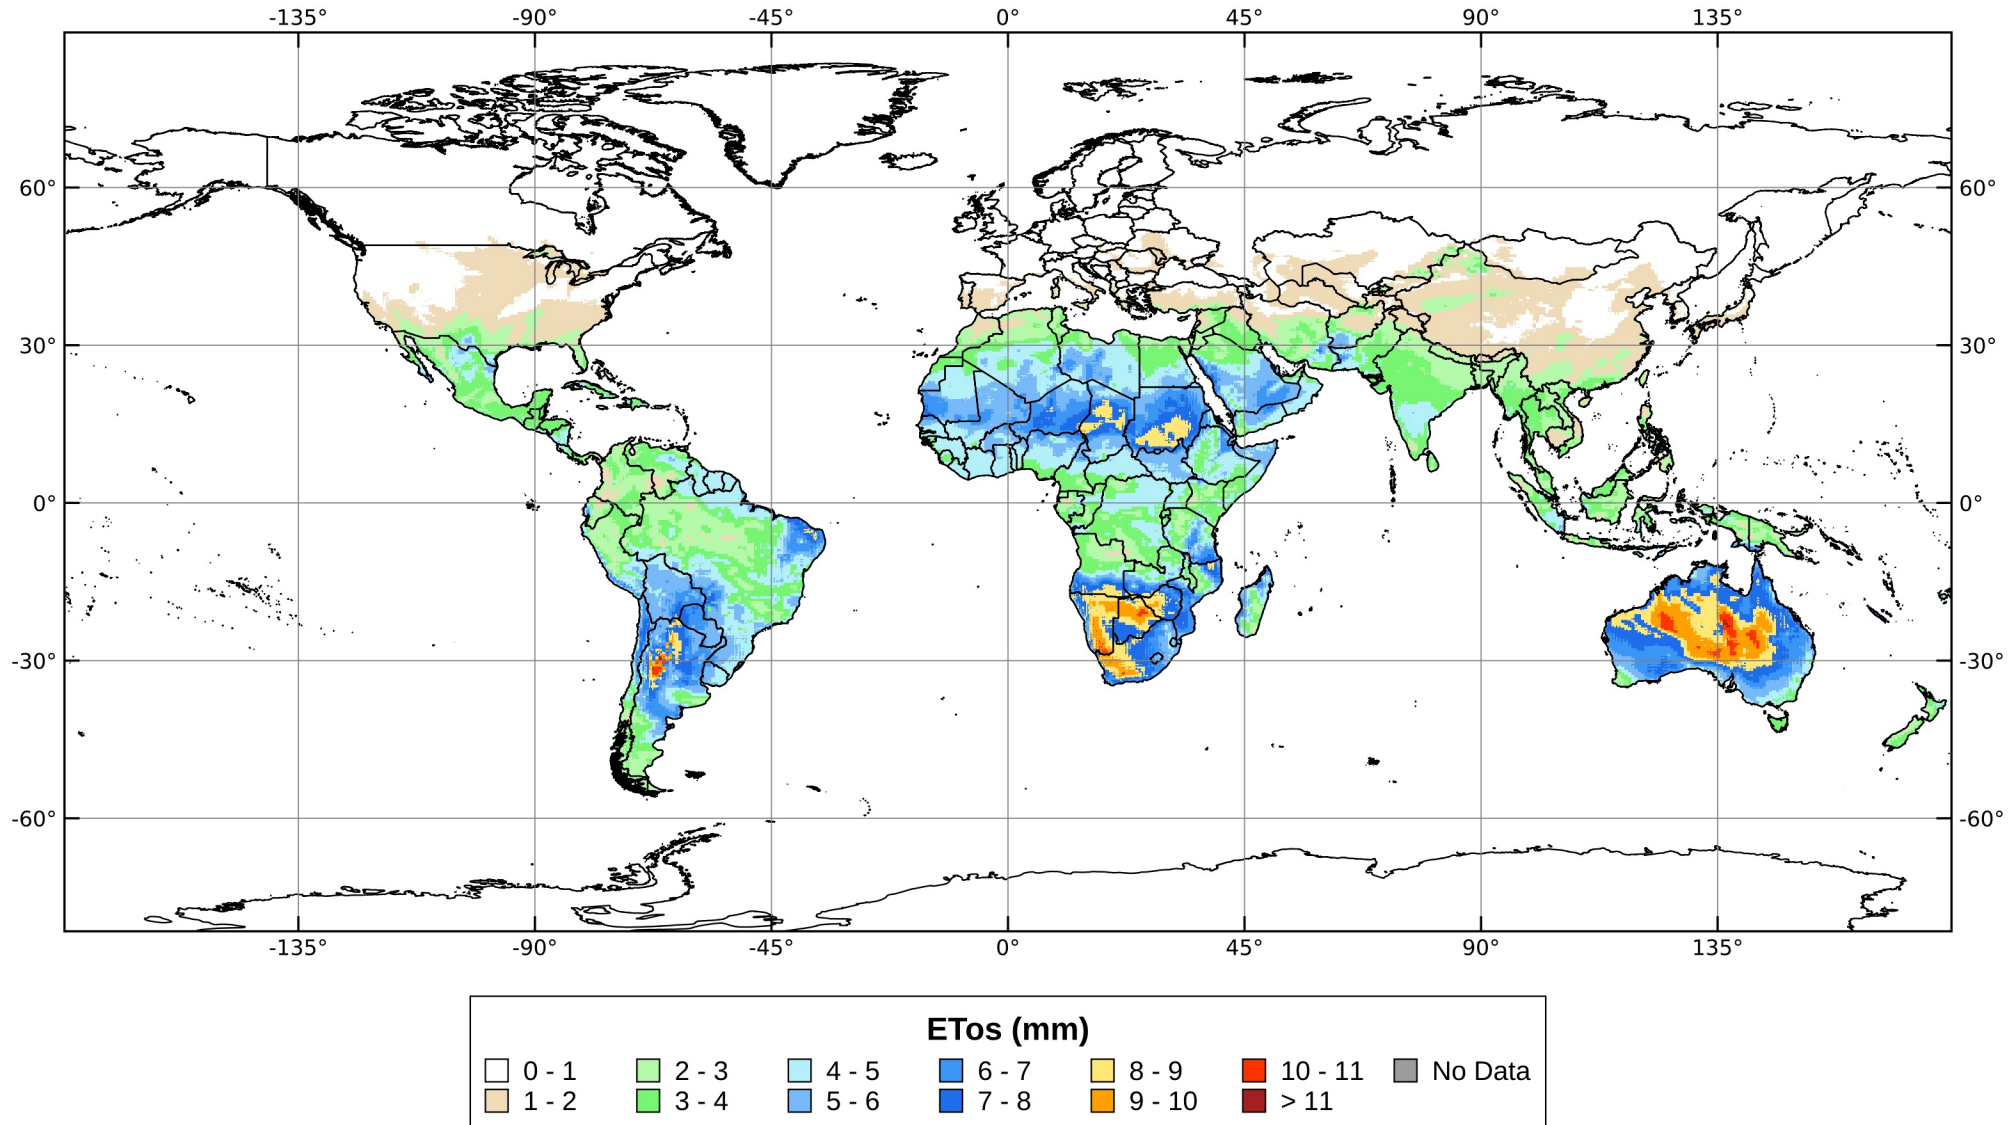 -135° -90° -45° 0° 45° 90° 135°
60° 60°
30° 30°
0° 0°
-30° -30°
-60° -60°
-135° -90° -45° 0° 45° 90° 135°
ETos (mm)
0 - 1 2 - 3 4 - 5 6 - 7 8 - 9 10 - 11 No Data
1 - 2 3 - 4 5 - 6 7 - 8 9 - 10 > 11